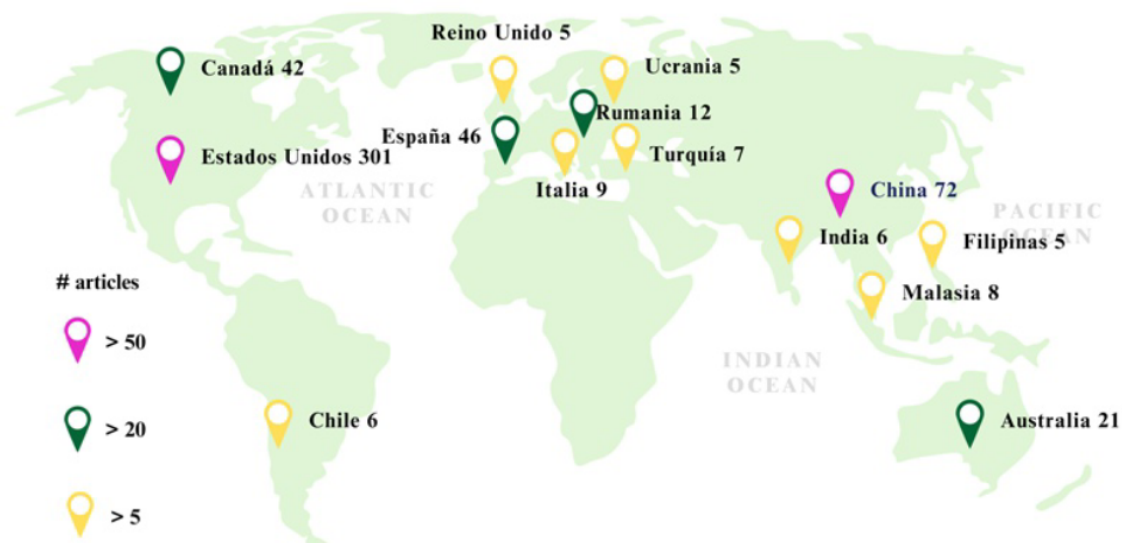 Reino Unido 5
Canadá 42
Ucrania 5
Rumania 12
España 46
Estados Unidos 301
Turquía 7
Italia 9
ATLANTIC
OCEAN
China 72
PACIFIC
OCEAN
India 6
Filipinas 5
# articles
Malasia 8
> 50
INDIAN
OCEAN
> 20
Chile 6
Australia 21
> 5